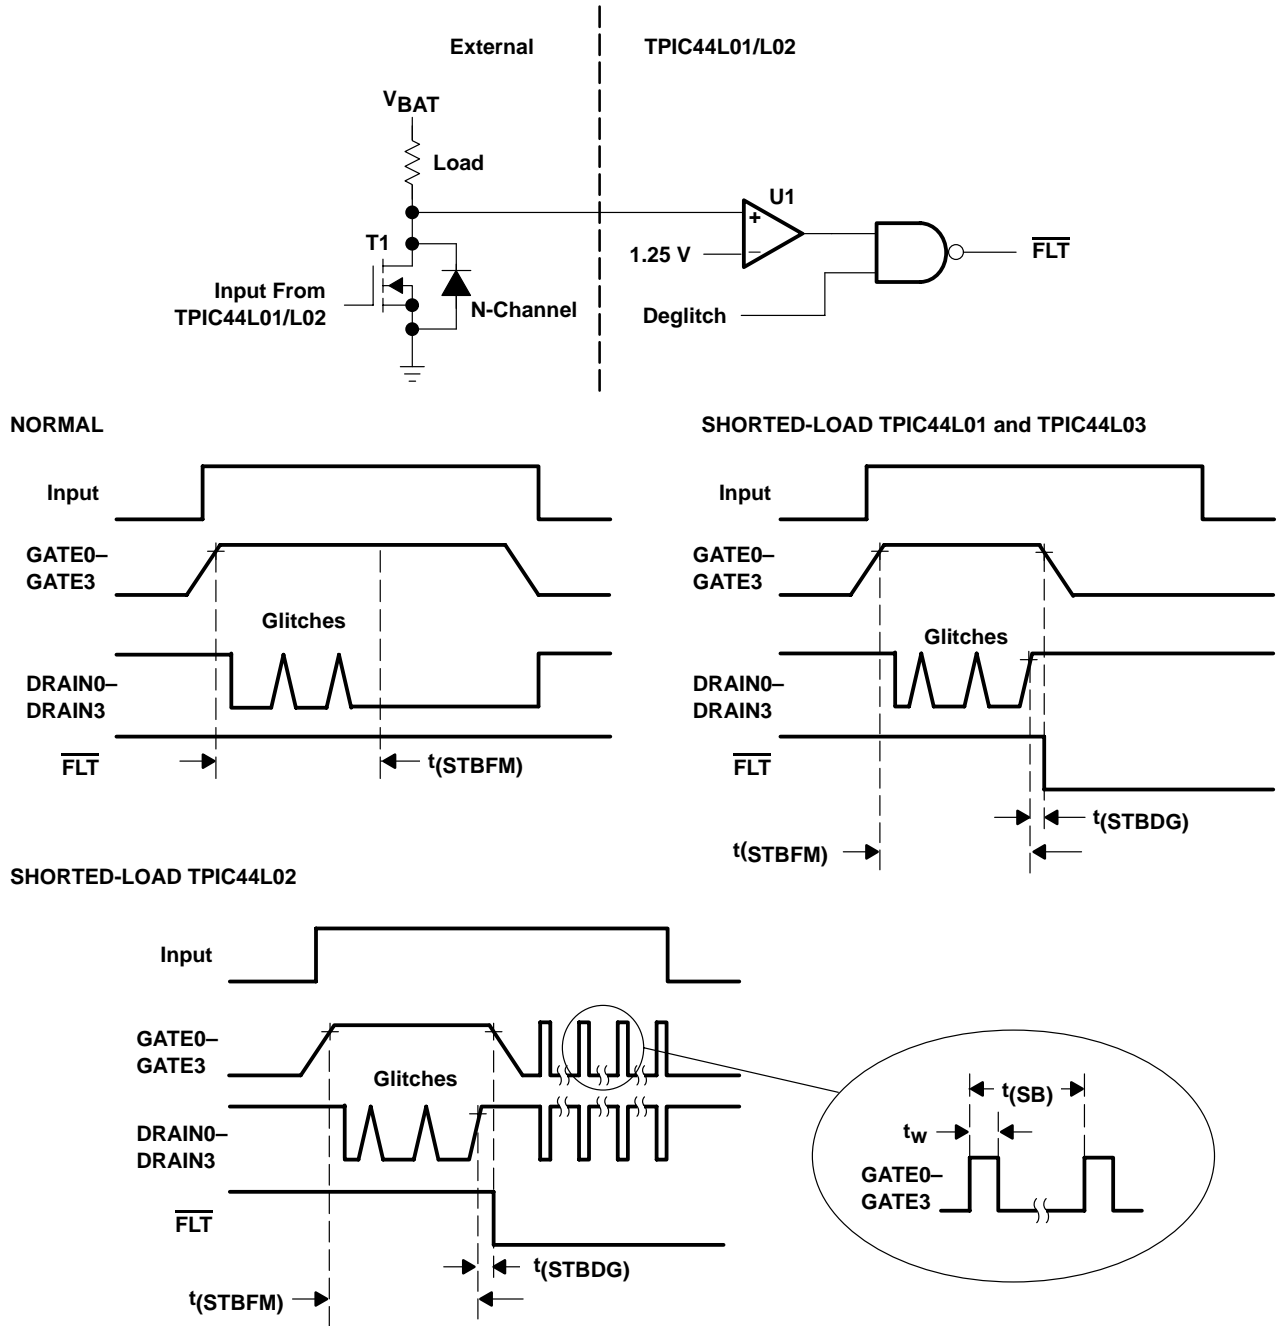 External
TPIC44L01/L02
VBAT
Load
U1
+
T1
1.25 V
–
FLT
Input From
TPIC44L01/L02
N-Channel
Deglitch
NORMAL
Input
GATE0–
GATE3
Glitches
DRAIN0–
DRAIN3
FLT
t(STBFM)
SHORTED-LOAD TPIC44L01 and TPIC44L03
Input
GATE0–
GATE3
Glitches
DRAIN0–
DRAIN3
FLT
t(STBDG)
t(STBFM)
SHORTED-LOAD TPIC44L02
Input
GATE0–
GATE3
Glitches
DRAIN0–
DRAIN3
FLT
t(STBDG)
t(STBFM)
t(SB)
tw
GATE0–
GATE3